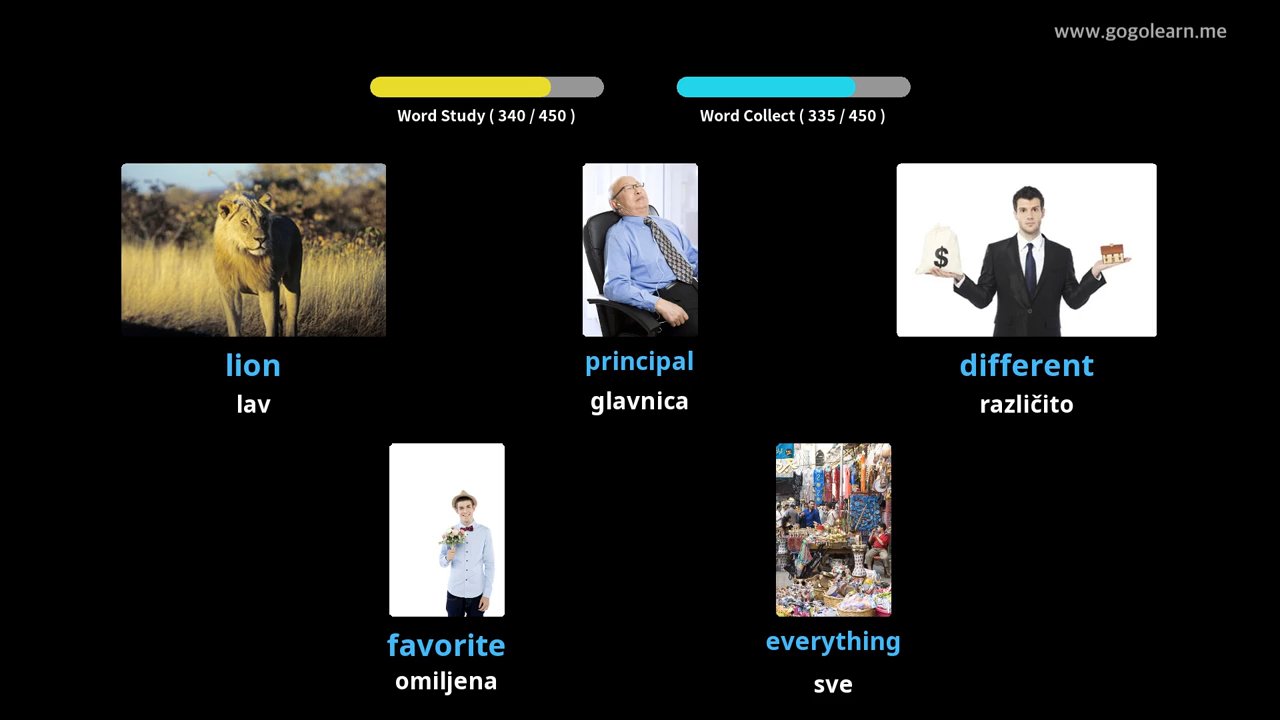 www.gogolearn.me
Word Study ( 340 / 450 )
Word Collect ( 335 / 450 )
$
lion
lav
principal
glavnica
different
različito
favorite
omiljena
everything
sve